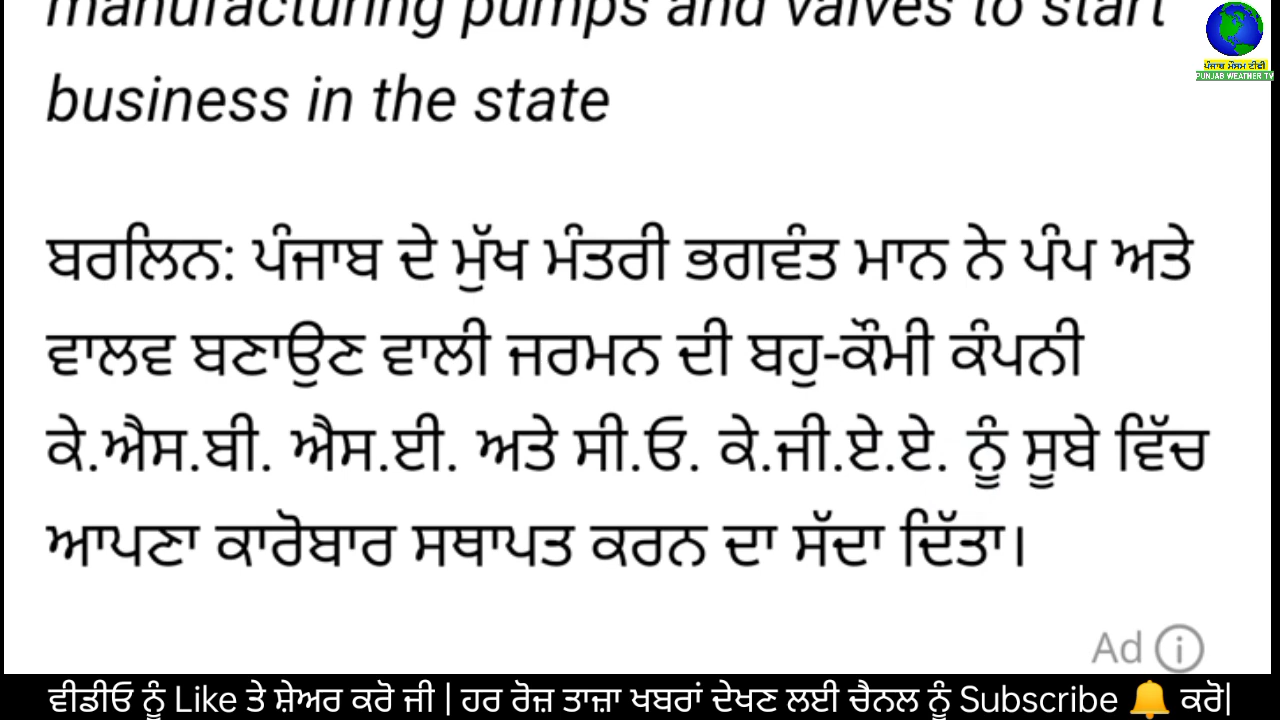 manufacturing pumps and valves to start
business in the state
ਬਰਲਿਨ: ਪੰਜਾਬ ਦੇ ਮੁੱਖ ਮੰਤਰੀ ਭਗਵੰਤ ਮਾਨ ਨੇ ਪੰਪ ਅਤੇ
ਵਾਲਵ ਬਣਾਉਣ ਵਾਲੀ ਜਰਮਨ ਦੀ ਬਹੁ-ਕੌਮੀ ਕੰਪਨੀ
ਕੇ.ਐਸ.ਬੀ. ਐਸ.ਈ. ਅਤੇ ਸੀ.ਓ. ਕੇ.ਜੀ.ਏ.ਏ. ਨੂੰ ਸੂਬੇ ਵਿੱਚ
ਆਪਣਾ ਕਾਰੋਬਾਰ ਸਥਾਪਤ ਕਰਨ ਦਾ ਸੱਦਾ ਦਿੱਤਾ।
Ad
ਪੰਜਾਬ ਮੌਸਮ ਟੀਵੀ
PUNJAB WEATHER TV
ਵੀਡੀਓ ਨੂੰ Like ਤੇ ਸ਼ੇਅਰ ਕਰੋ ਜੀ | ਹਰ ਰੋਜ਼ ਤਾਜ਼ਾ ਖਬਰਾਂ ਦੇਖਣ ਲਈ ਚੈਨਲ ਨੂੰ Subscribe 🔔 ਕਰੋ|